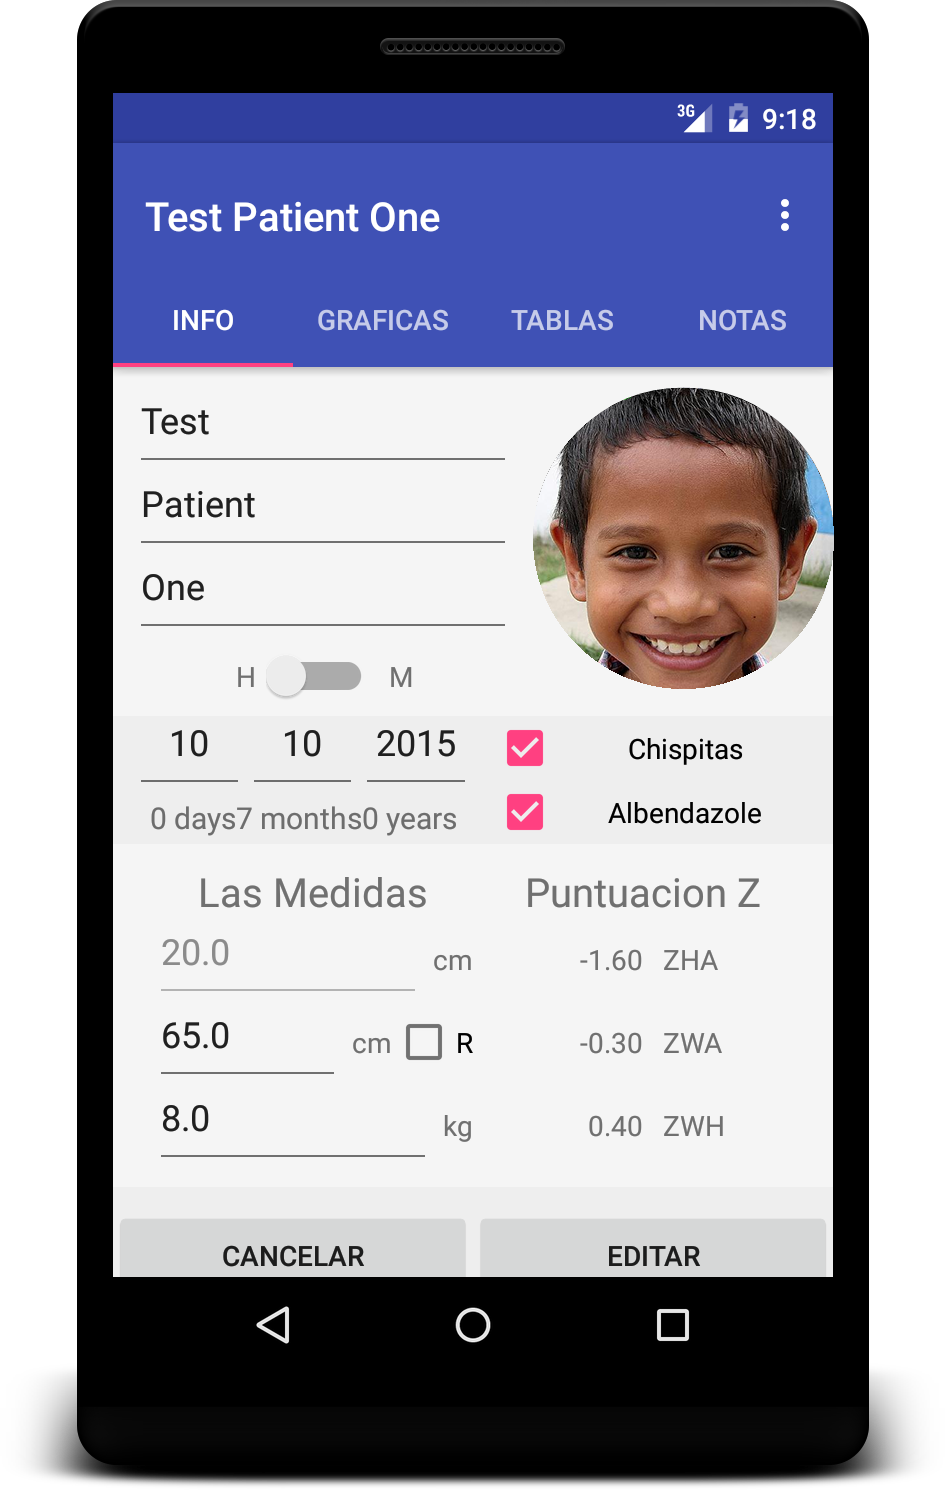 3G 9:18
Test Patient One
INFO GRAFICAS TABLAS NOTAS
Test
Patient
One
H M
10 10 2015 Chispitas
0 days7 months0 years Albendazole
Las Medidas Puntuacion Z
20.0 cm -1.60 ZHA
65.0 cm R -0.30 ZWA
8.0 kg 0.40 ZWH
CANCELAR EDITAR